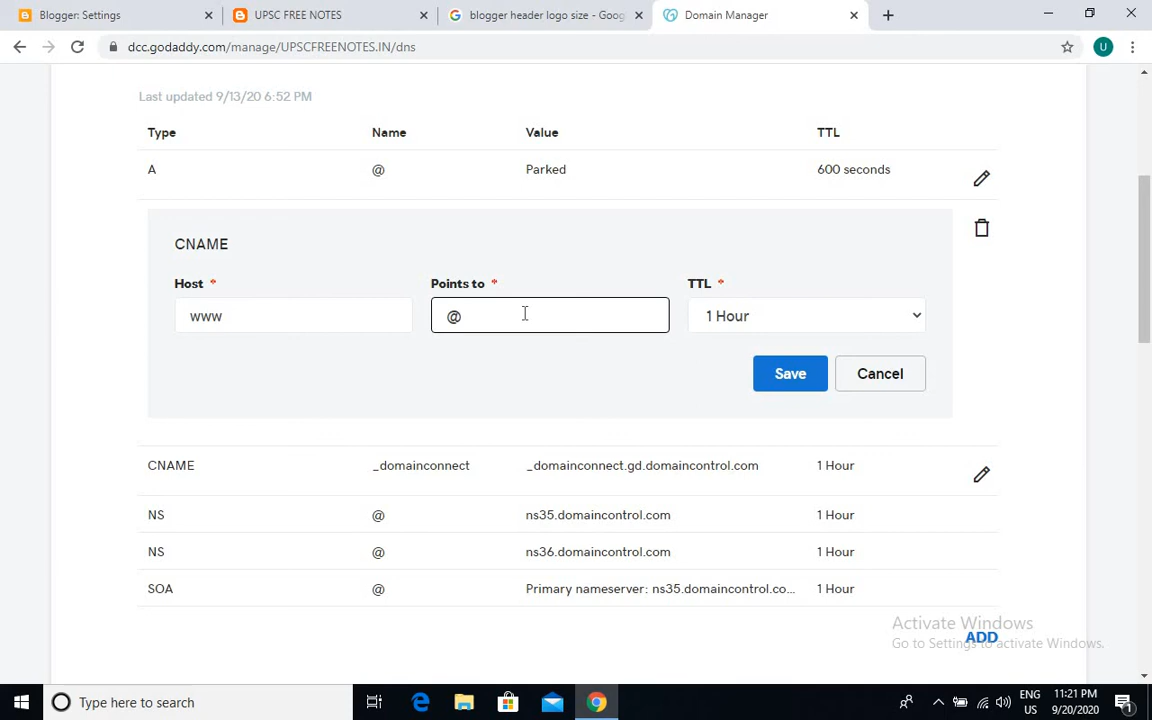 Blogger: Settings
UPSC FREE NOTES
blogger header logo size - Goog
Domain Manager
dcc.godaddy.com/manage/UPSCFREENOTES.IN/dns
U
Last updated 9/13/20 6:52 PM
Type Name Value TTL
A @ Parked 600 seconds
CNAME
Host * Points to * TTL *
www @ 1 Hour
Save Cancel
CNAME _domainconnect _domainconnect.gd.domaincontrol.com 1 Hour
NS @ ns35.domaincontrol.com 1 Hour
NS @ ns36.domaincontrol.com 1 Hour
SOA @ Primary nameserver: ns35.domaincontrol.co... 1 Hour
Activate Windows
ADD
Go to Settings to activate Windows.
Type here to search
ENG
US
11:21 PM
9/20/2020
1